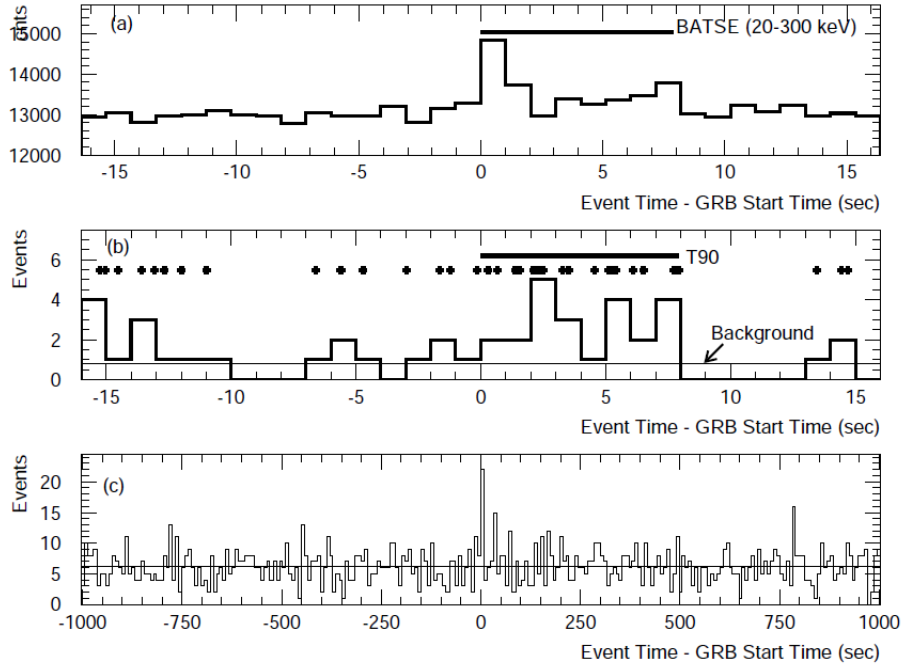 (a)
BATSE (20-300 keV)
15000
14000
13000
12000
-15 -10 -5 0 5 10 15
Event Time - GRB Start Time (sec)
Events
(b)
T90
6
4
2
0
Background
-15 -10 -5 0 5 10 15
Event Time - GRB Start Time (sec)
Events
(c)
20
15
10
5
0
-1000 -750 -500 -250 0 250 500 750 1000
Event Time - GRB Start Time (sec)